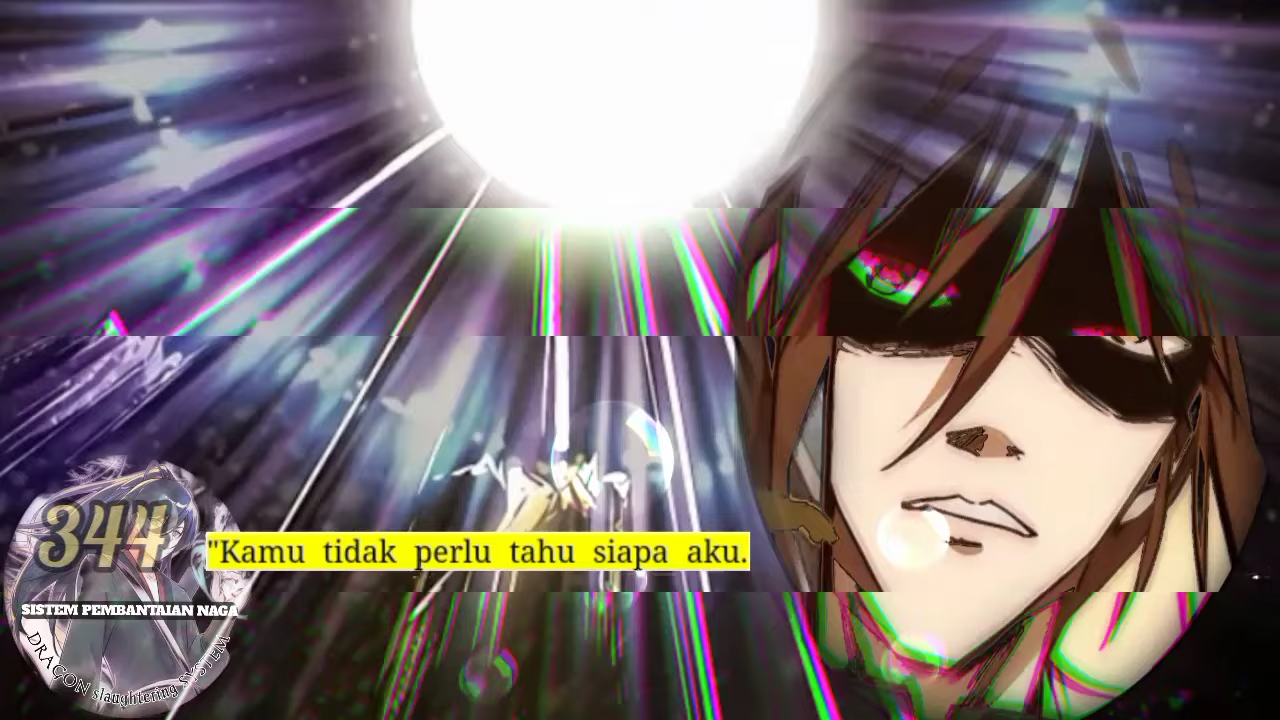 344
"Kamu tidak perlu tahu siapa aku.
SISTEM PEMBANTAIAN NAGA
DRAGON slaughtering SYSTEM